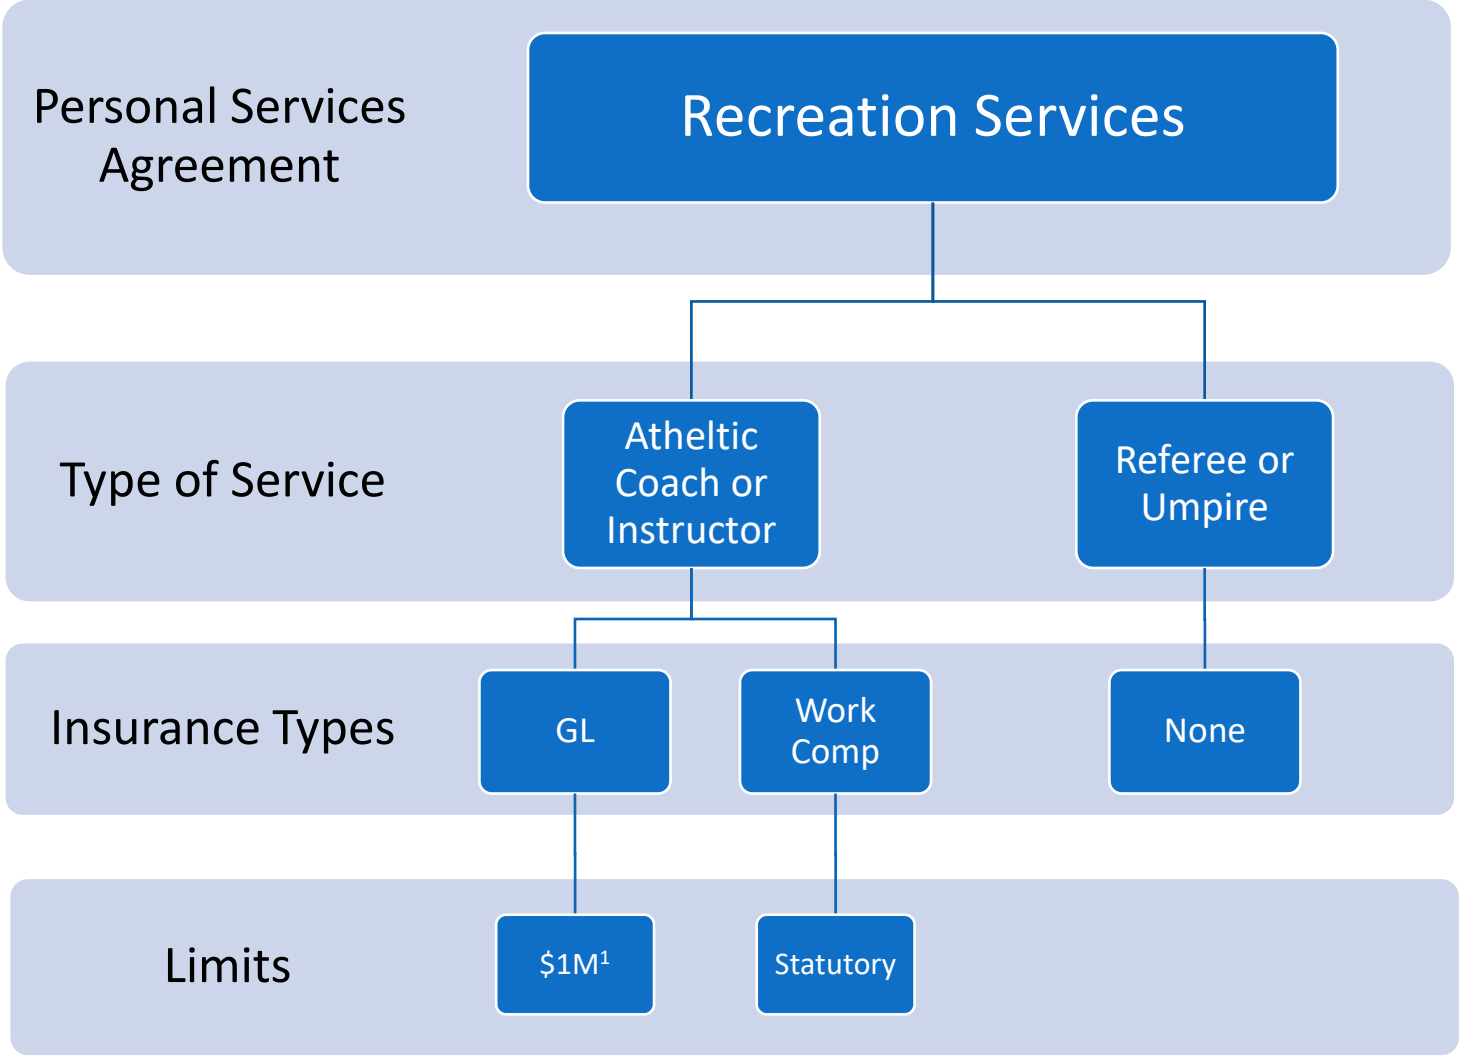 Personal Services
Agreement
Recreation Services
Type of Service
Atheltic
Coach or
Instructor
Referee or
Umpire
Insurance Types
GL
Work
Comp
None
Limits
$1M¹
Statutory